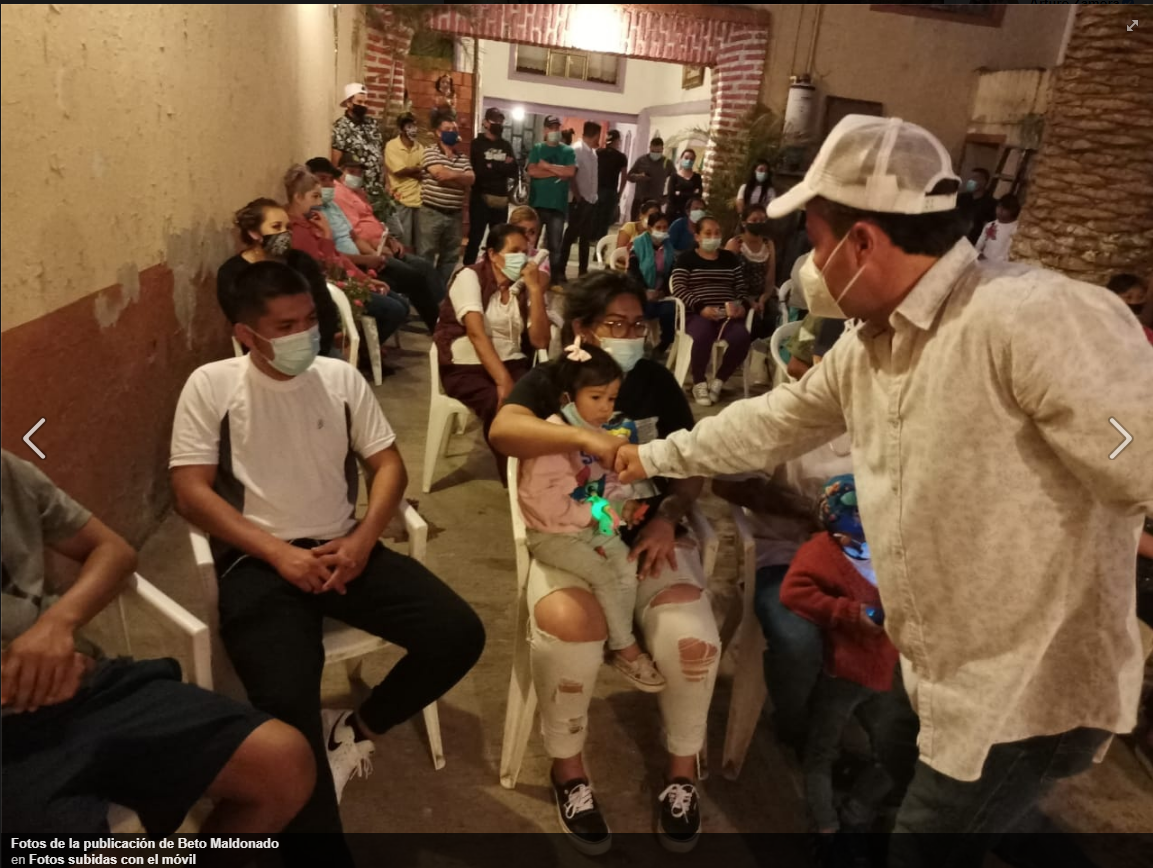 Fotos de la publicación de Beto Maldonado
en Fotos subidas con el móvil